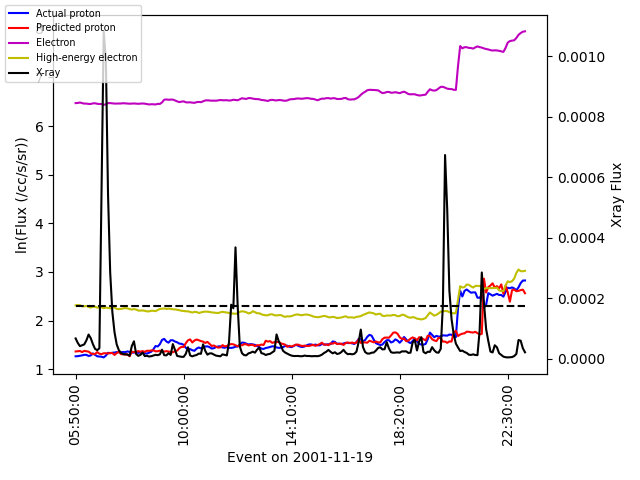 Actual proton
Predicted proton
Electron
High-energy electron
X-ray
6
5
4
3
2
1
ln(Flux (/cc/s/sr))
0.0010
0.0008
0.0006
0.0004
0.0002
0.0000
Xray Flux
05:50:00
10:00:00
14:10:00
18:20:00
22:30:00
Event on 2001-11-19